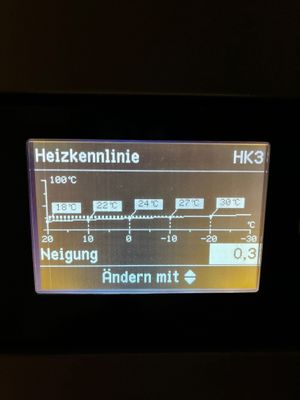 Heizkennlinie HK3
100°C
18°C 22°C 24°C 27°C 30°C
°C
20 10 0 -10 -20 -30
Neigung 0,3
Ändern mit